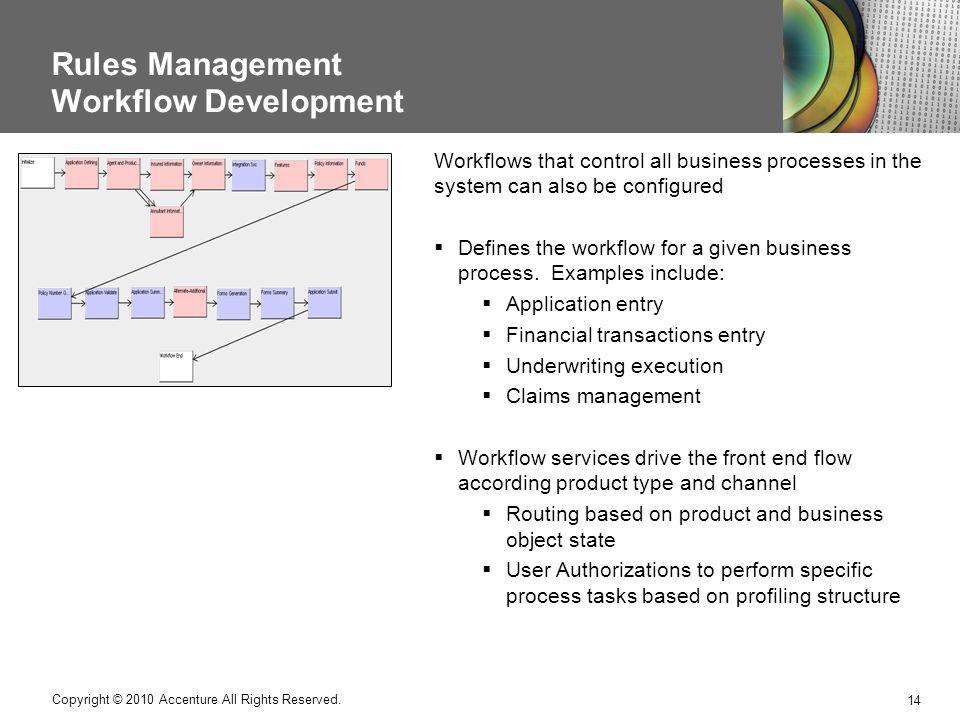 Rules Management
Workflow Development
Initialize
Application Defining
Agent and Produc...
Insured Information
Owner Information
Integration Svc
Features
Policy Information
Funds
Annuitant Informat...
Policy Number G...
Application Validate
Application Summ...
Alternate-Additional
Forms Generation
Forms Summary
Application Submit
Workflow End
Workflows that control all business processes in the
system can also be configured
▪ Defines the workflow for a given business
process. Examples include:
▪ Application entry
▪ Financial transactions entry
▪ Underwriting execution
▪ Claims management
▪ Workflow services drive the front end flow
according product type and channel
▪ Routing based on product and business
object state
▪ User Authorizations to perform specific
process tasks based on profiling structure
Copyright © 2010 Accenture All Rights Reserved.
14